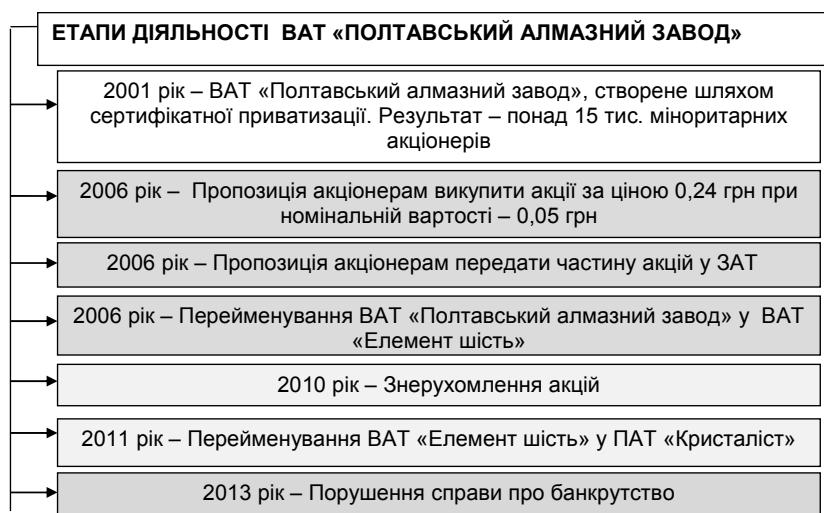 ЕТАПИ ДІЯЛЬНОСТІ ВАТ «ПОЛТАВСЬКИЙ АЛМАЗНИЙ ЗАВОД»
2001 рік – ВАТ «Полтавський алмазний завод», створене шляхом
сертифікатної приватизації. Результат – понад 15 тис. міноритарних
акціонерів
2006 рік – Пропозиція акціонерам викупити акції за ціною 0,24 грн при
номінальній вартості – 0,05 грн
2006 рік – Пропозиція акціонерам передати частину акцій у ЗАТ
2006 рік – Перейменування ВАТ «Полтавський алмазний завод» у ВАТ
«Елемент шість»
2010 рік – Знерухомлення акцій
2011 рік – Перейменування ВАТ «Елемент шість» у ПАТ «Кристаліст»
2013 рік – Порушення справи про банкрутство